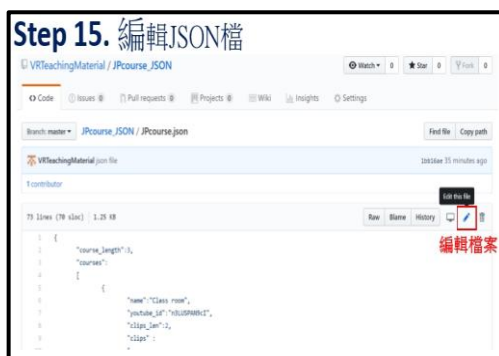 Step 15. 編輯JSON檔
VRTeachingMaterial / JPcourse_JSON
Watch 0 Star 0 Fork 0
Code Issues 0 Pull requests 0 Projects 0 Wiki Insights Settings
Branch: master JPcourse_JSON / JPcourse.json Find file Copy path
VRTeachingMaterial json file 35 minutes ago
1 contributor
Edit this file
73 lines (70 sloc) 1.25 KB Raw Blame History
編輯檔案
1 {
2 "course_length":3,
3 "courses":
4 [
5 {
6 "name":"Class room",
7 "youtube_id":
8 "clips_len":2,
9 "clips" :